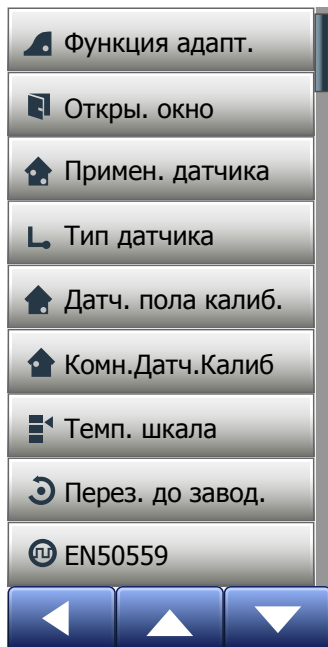 Функция адапт.
Откры. окно
Примен. датчика
Тип датчика
Датч. пола калиб.
Комн.Датч.Калиб
Темп. шкала
Перез. до завод.
EN50559